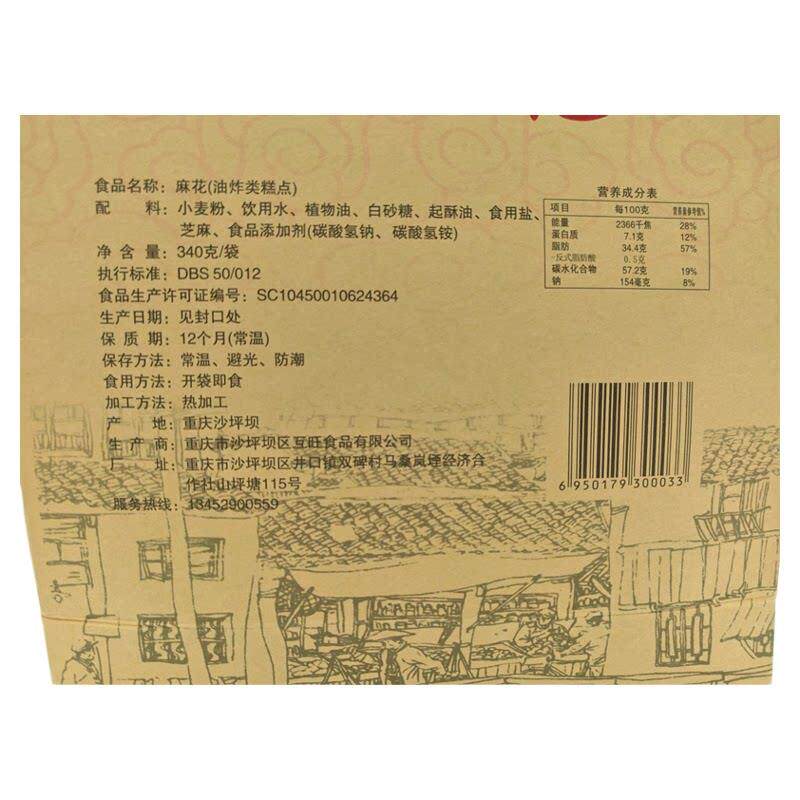 食品名称：麻花(油炸类糕点)
配　料：小麦粉、饮用水、植物油、白砂糖、起酥油、食用盐、
芝麻、食品添加剂(碳酸氢钠、碳酸氢铵)
净 含 量：340克/袋
执行标准：DBS 50/012
食品生产许可证编号：SC10450010624364
生产日期：见封口处
保 质 期：12个月(常温)
保存方法：常温、避光、防潮
食用方法：开袋即食
加工方法：热加工
产　地：重庆沙坪坝
生 产 商：重庆市沙坪坝区互旺食品有限公司
厂　址：重庆市沙坪坝区井口镇双碑村马桑岚垭经济合
作社山坪塘115号
服务热线：13452900559
营养成分表
项目 每100克 营养素参考值%
能量 2366千焦 28%
蛋白质 7.1克 12%
脂肪 34.4克 57%
-反式脂肪酸 0.5克
碳水化合物 57.2克 19%
钠 154毫克 8%
6 950179 300033